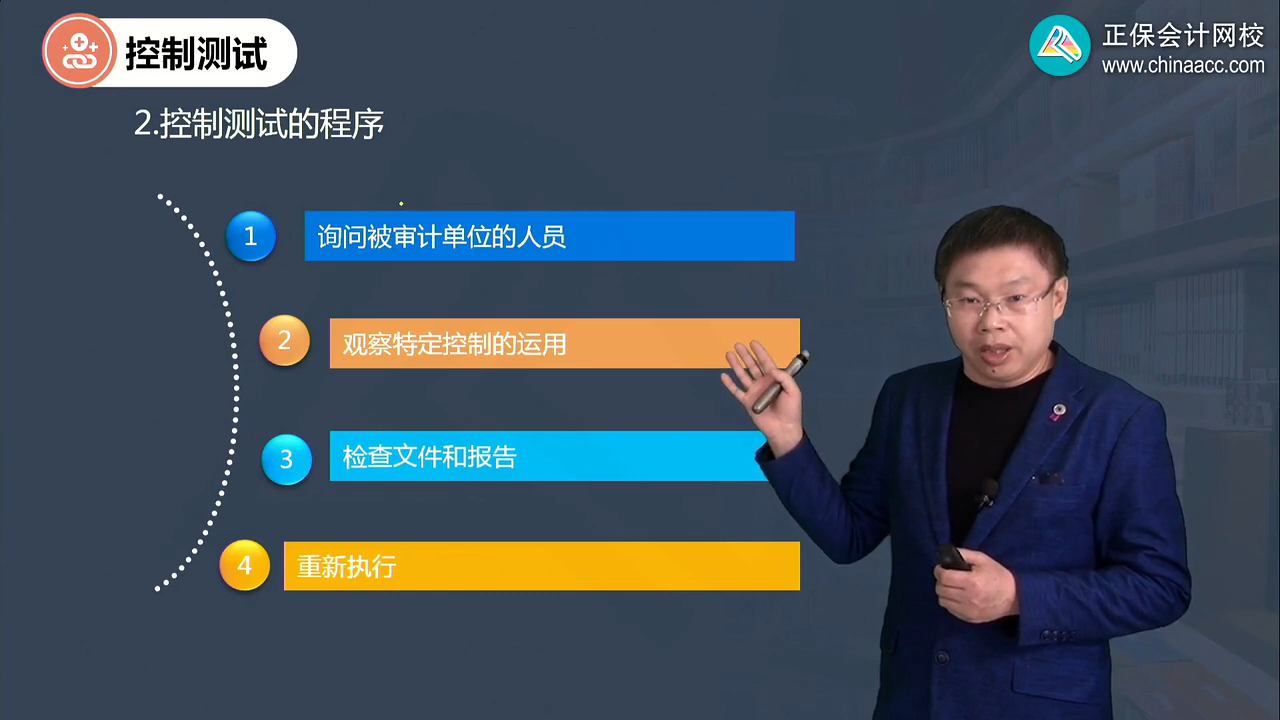 控制测试
正保会计网校
www.chinaacc.com
2.控制测试的程序
1 询问被审计单位的人员
2 观察特定控制的运用
3 检查文件和报告
4 重新执行